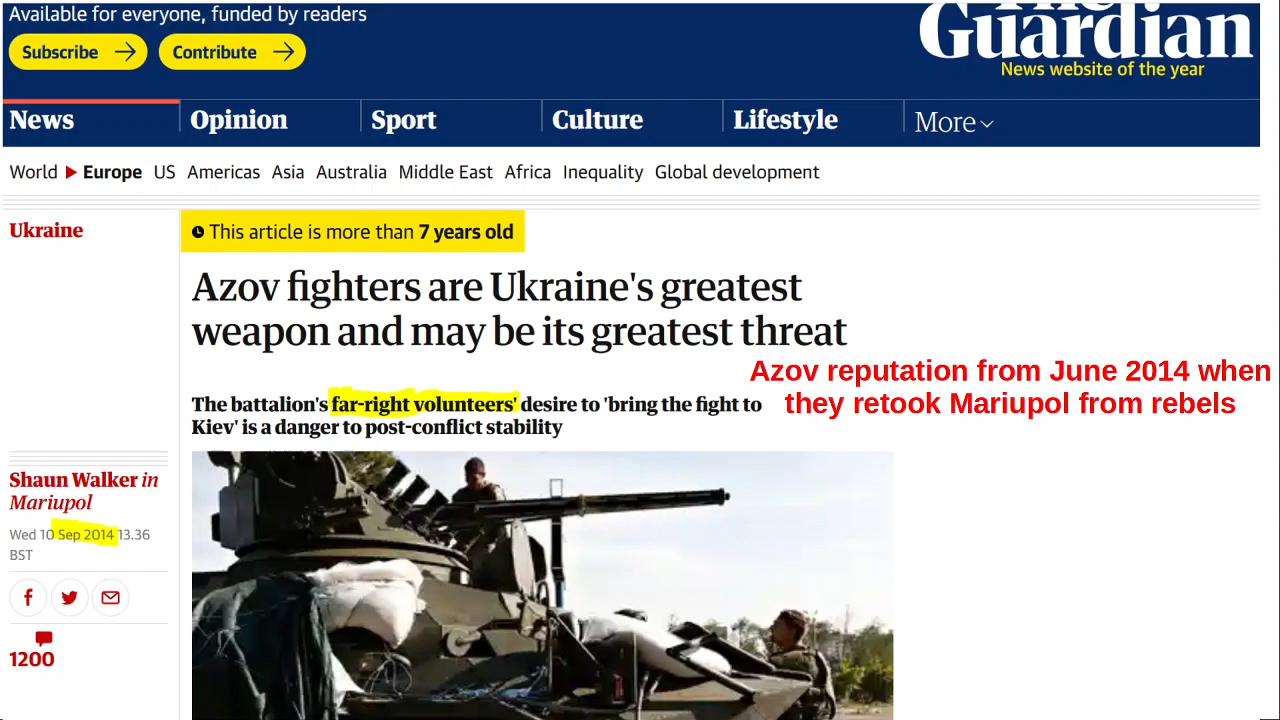 Available for everyone, funded by readers
Subscribe
Contribute
The
Guardian
News website of the year
News
Opinion
Sport
Culture
Lifestyle
More
World
Europe
US
Americas
Asia
Australia
Middle East
Africa
Inequality
Global development
Ukraine
This article is more than 7 years old
Azov fighters are Ukraine's greatest
weapon and may be its greatest threat
Azov reputation from June 2014 when
they retook Mariupol from rebels
The battalion's far-right volunteers' desire to 'bring the fight to
Kiev' is a danger to post-conflict stability
Shaun Walker in
Mariupol
Wed 10 Sep 2014 13.36
BST
1200